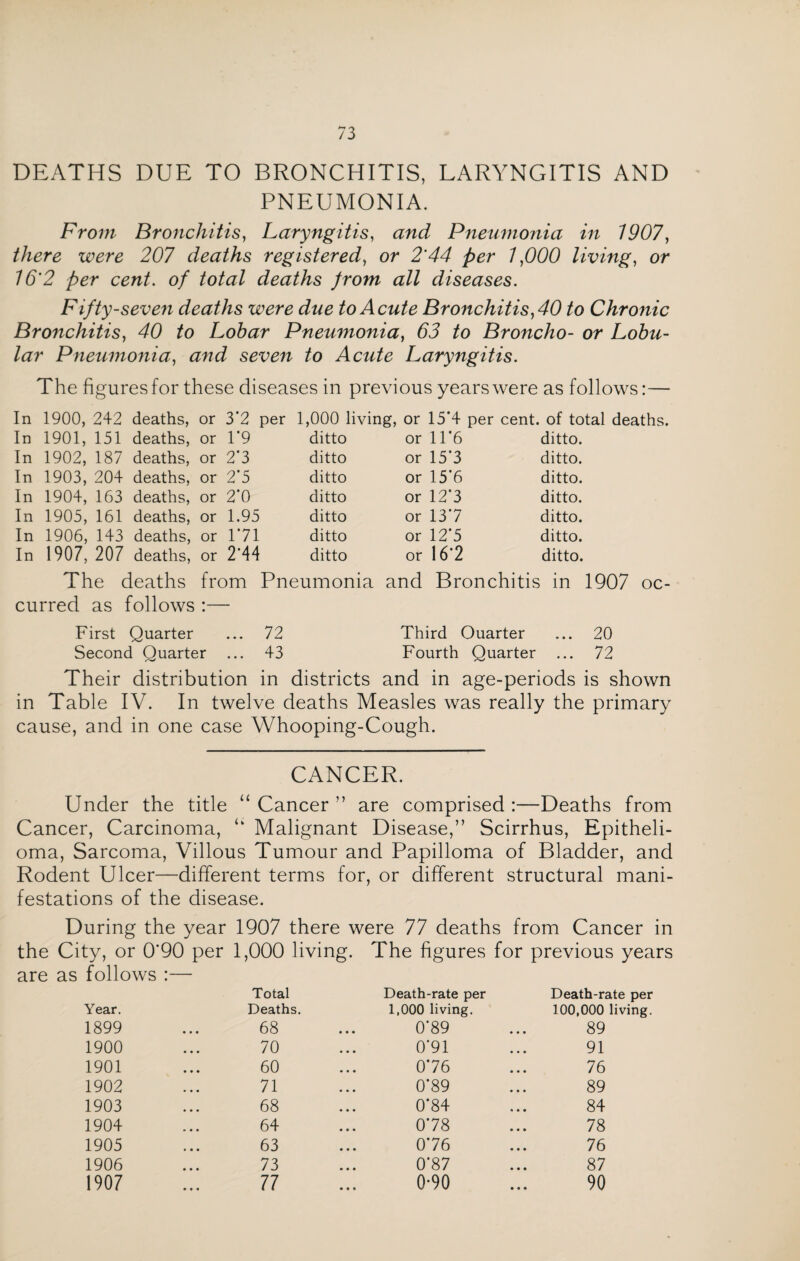 73
DEATHS DUE TO BRONCHITIS, LARYNGITIS AND
PNEUMONIA.
From Bronchitis, Laryngitis, and Pneumonia in 1907,
there were 207 deaths registered, or 2'44 per 1,000 living, or
16'2 per cent. of total deaths from all diseases.
Fifty-seven deaths were due to Acute Bronchitis, 40 to Chronic
Bronchitis, 40 to Lobar Pneumonia, 63 to Broncho- or Lobu-
lar Pneumonia, and seven to Acute Laryngitis.
The figures for these diseases in previous years were as follows:—
In 1900, 242 deaths, or 3'2 per 1,000 living, or 15'4 per cent. of total deaths.
In 1901, 151 deaths, or 1'9 ditto or 11'6 ditto.
In 1902, 187 deaths, or 2'3 ditto or 15'3 ditto.
In 1903, 204 deaths, or 2'5 ditto or 15'6 ditto.
In 1904, 163 deaths, or 2'0 ditto or 12'3 ditto.
In 1905, 161 deaths, or 1.95 ditto or 13'7 ditto.
In 1906, 143 deaths, or 1'71 ditto or 12'5 ditto.
In 1907, 207 deaths, or 2'44 ditto or 16'2 ditto.
The deaths from Pneumonia and Bronchitis in 1907 oc-
curred as follows :—
First Quarter ... 72 Third Ouarter ... 20
Second Quarter ... 43 Fourth Quarter ... 72
Their distribution in districts and in age-periods is shown
in Table IV. In twelve deaths Measles was really the primary
cause, and in one case Whooping-Cough.
CANCER.
Under the title “ Cancer ” are comprised :—Deaths from
Cancer, Carcinoma, “ Malignant Disease,” Scirrhus, Epitheli-
oma, Sarcoma, Villous Tumour and Papilloma of Bladder, and
Rodent Ulcer—different terms for, or different structural mani-
festations of the disease.
During the year 1907 there were 77 deaths from Cancer in
the City, or 0'90 per 1,000 living. The figures for previous years
are as follows :—
Total Death-rate per Death-rate per
Year. Deaths. 1,000 living. 100,000 living.
1899 ... 68 ... 0'89 ... 89
1900 ... 70 ... 0'91 ... 91
1901 ... 60 ... 0'76 ... 76
1902 ... 71 ... 0'89 ... 89
1903 ... 68 ... 0'84 ... 84
1904 ... 64 ... 0'78 ... 78
1905 ... 63 ... 0'76 ... 76
1906 ... 73 ... 0'87 ... 87
1907 ... 77 ... 0·90 ... 90